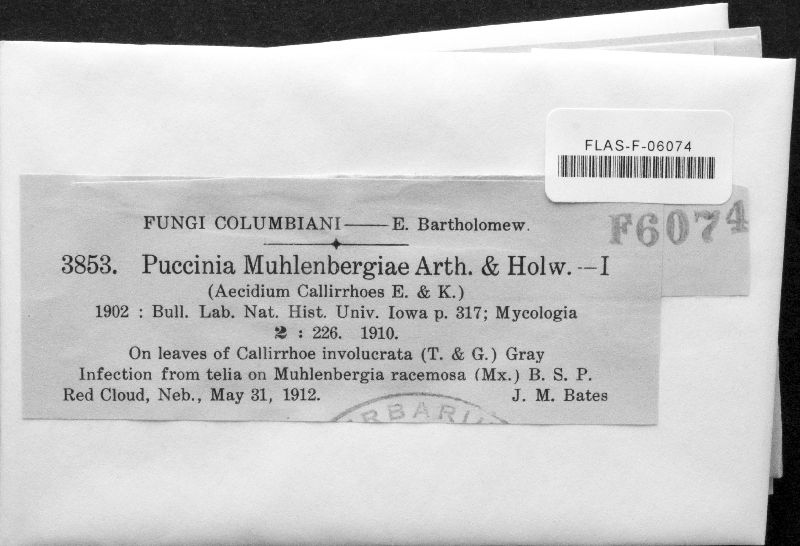 FLAS-F-06074
F6074
FUNGI COLUMBIANI — E. Bartholomew.
3853. Puccinia Muhlenbergiae Arth. & Holw. —I
(Aecidium Callirrhoes E. & K.)
1902 : Bull. Lab. Nat. Hist. Univ. Iowa p. 317; Mycologia
2 : 226. 1910.
On leaves of Callirrhoe involucrata (T. & G.) Gray
Infection from telia on Muhlenbergia racemosa (Mx.) B. S. P.
Red Cloud, Neb., May 31, 1912. J. M. Bates